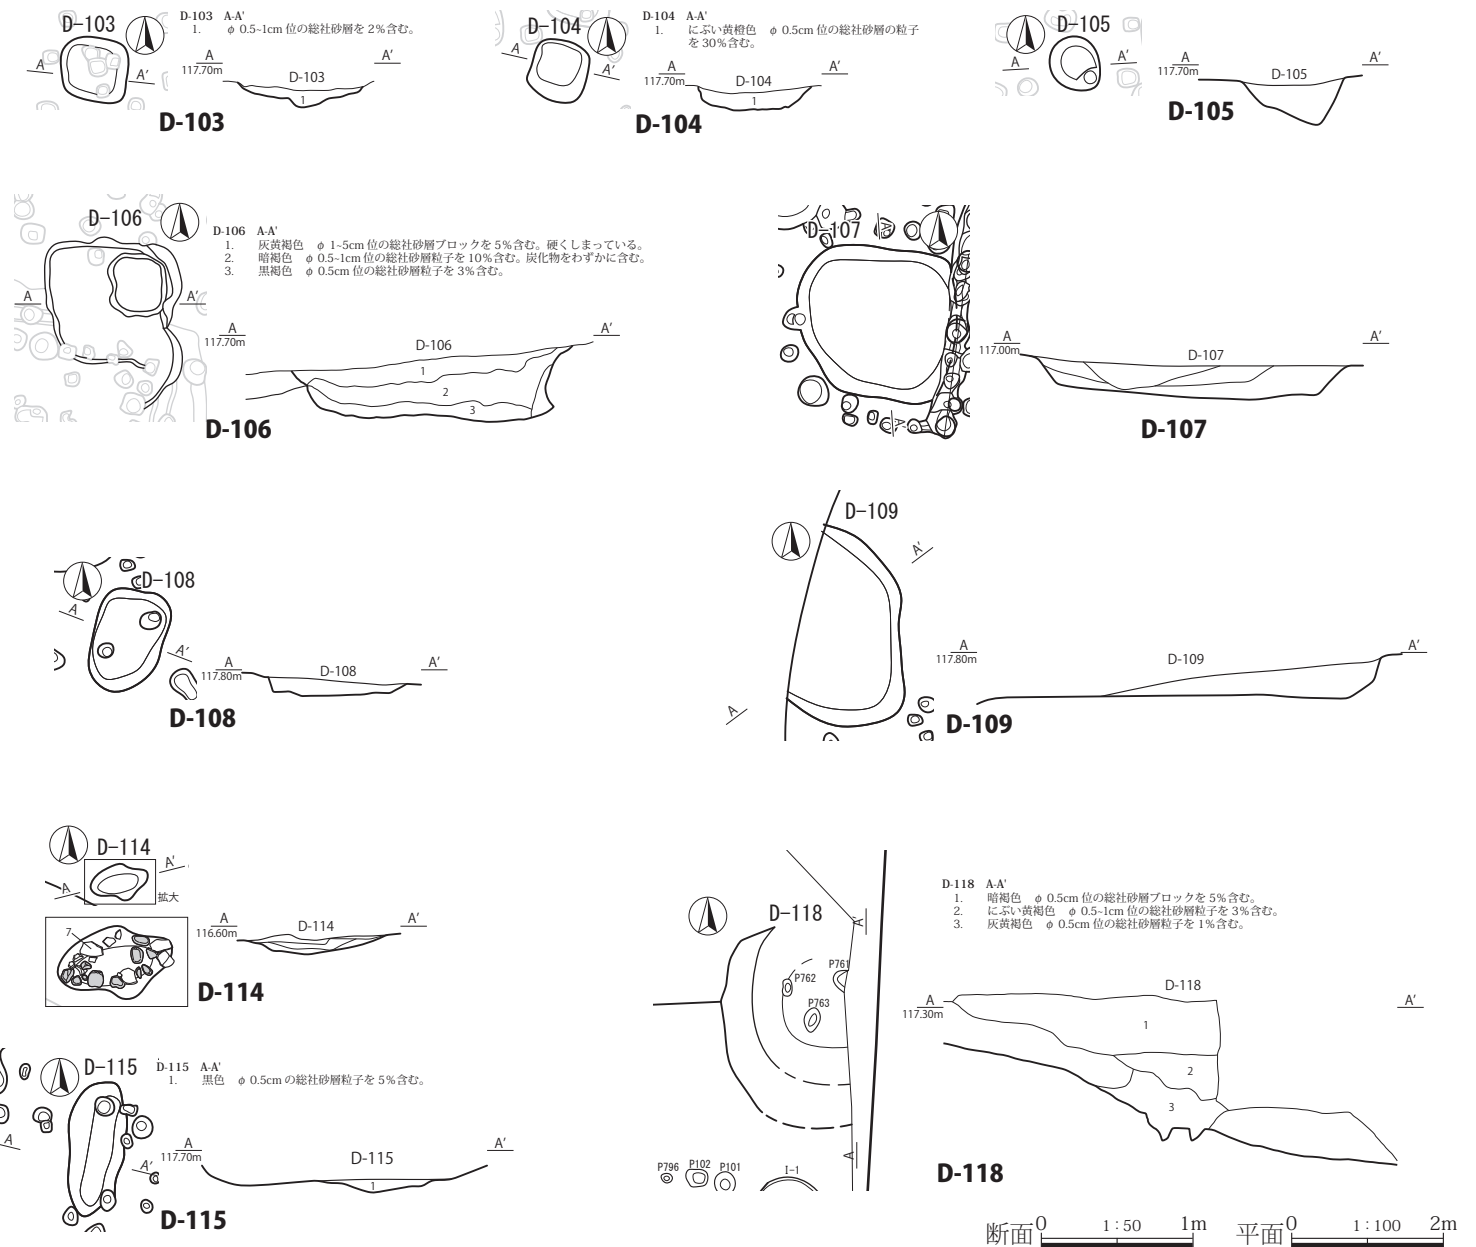 D-103
D-103 A-A'
1. φ 0.5~1cm 位の総社砂層を 2％含む。
A A'
A
117.70m
D-103
A'
1
D-103
D-104
D-104 A-A'
1. にぶい黄橙色 φ 0.5cm 位の総社砂層の粒子
を 30％含む。
A A'
A
117.70m
D-104
A'
1
D-104
D-105
A A'
A
117.70m
D-105
A'
D-105
D-106
D-106 A-A'
1. 灰黄褐色 φ 1~5cm 位の総社砂層ブロックを 5％含む。硬くしまっている。
2. 暗褐色 φ 0.5~1cm 位の総社砂層粒子を 10％含む。炭化物をわずかに含む。
3. 黒褐色 φ 0.5cm 位の総社砂層粒子を 3％含む。
A A'
A
117.70m
D-106
A'
1
2
3
D-106
D-107
A
A'
A
117.00m
D-107
A'
D-107
D-108
A
A'
A
117.80m
D-108
A'
D-108
D-109
A'
A
A
117.80m
D-109
A'
D-109
D-114
A'
A
拡大
7
A
116.60m
D-114
A'
D-114
D-115
D-115 A-A'
1. 黒色 φ 0.5cm の総社砂層粒子を 5％含む。
A
A'
A
117.70m
D-115
A'
1
D-115
D-118
A'
P761
P762
P763
A
P796 P102 P101 I-1
D-118 A-A'
1. 暗褐色 φ 0.5cm 位の総社砂層ブロックを 5％含む。
2. にぶい黄褐色 φ 0.5~1cm 位の総社砂層粒子を 3％含む。
3. 灰黄褐色 φ 0.5cm 位の総社砂層粒子を 1％含む。
A
117.30m
D-118
A'
1
2
3
D-118
断面 0 1：50 1m
平面 0 1：100 2m